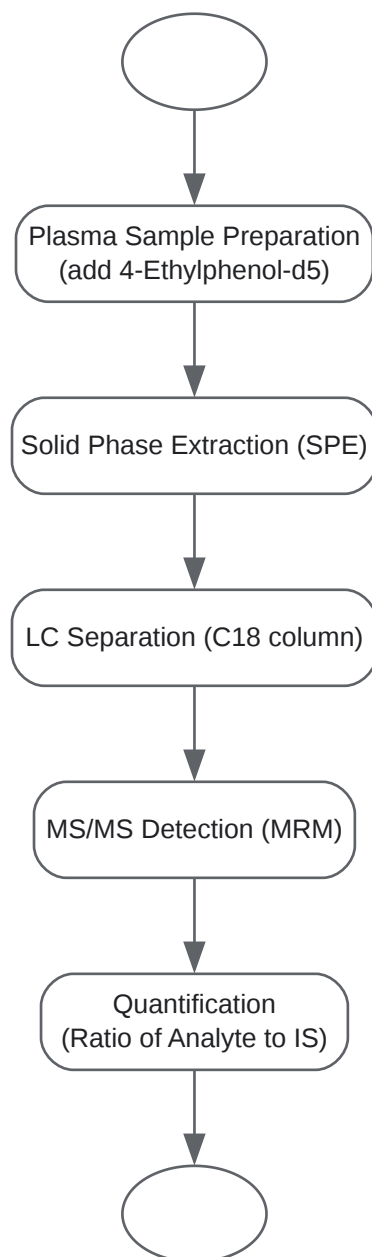 Plasma Sample Preparation
(add 4-Ethylphenol-d5)
Solid Phase Extraction (SPE)
LC Separation (C18 column)
MS/MS Detection (MRM)
Quantification
(Ratio of Analyte to IS)